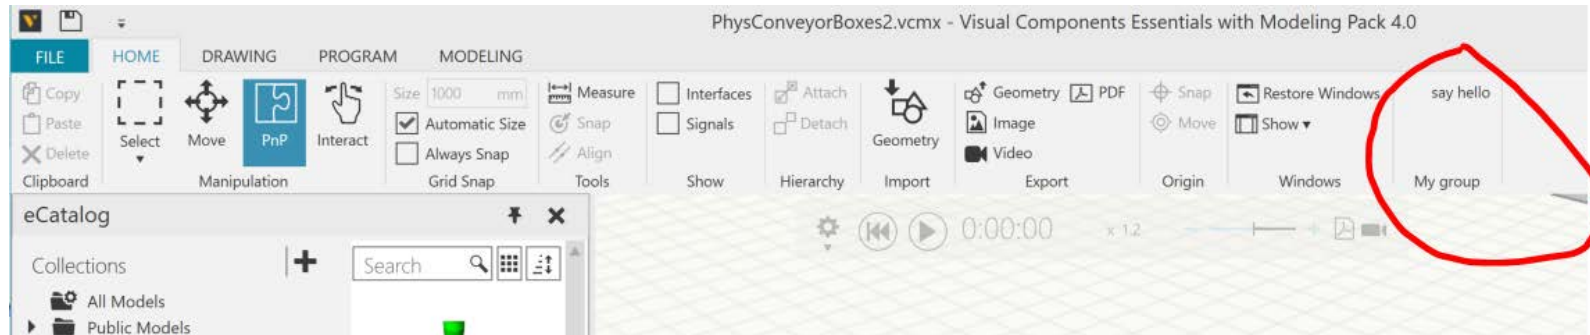 PhysConveyorBoxes2.vcmx - Visual Components Essentials with Modeling Pack 4.0
FILE HOME DRAWING PROGRAM MODELING
Copy
Paste
Delete
Clipboard
Select
Move
PnP
Interact
Manipulation
Size 1000 mm
Automatic Size
Always Snap
Grid Snap
Measure
Snap
Align
Tools
Interfaces
Signals
Show
Attach
Detach
Hierarchy
Geometry
Import
Geometry PDF
Image
Video
Export
Snap
Move
Origin
Restore Windows
Show
Windows
say hello
My group
eCatalog
Collections
Search
All Models
Public Models
0:00:00 x 1.2